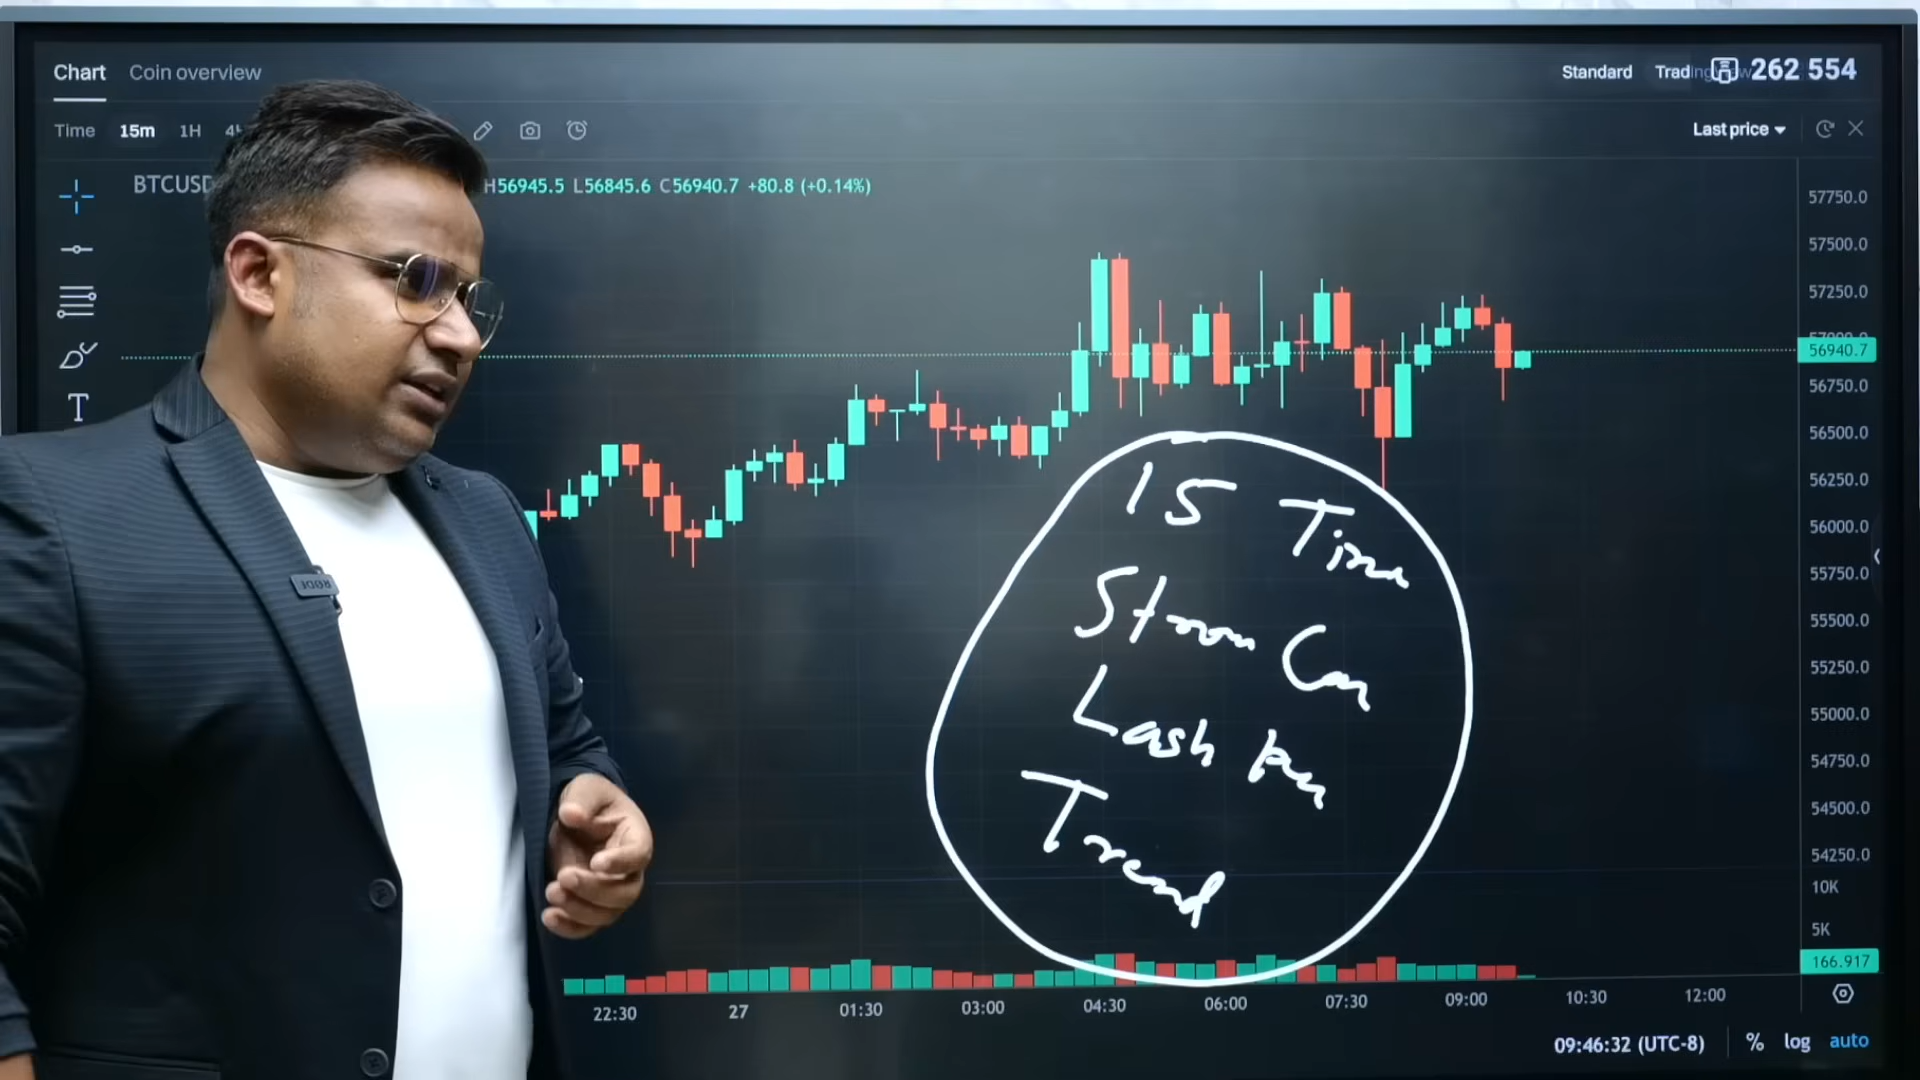 Chart Coin overview
Standard
262 554
Time 15m 1H
Last price
BTCUSD
H56945.5 L56845.6 C56940.7 +80.8 (+0.14%)
57750.0
57500.0
57250.0
56940.7
56750.0
56500.0
56250.0
56000.0
55750.0
55500.0
55250.0
55000.0
54750.0
54500.0
54250.0
10K
5K
166.917
T
RODE
15 Time
Lash
Trend
22:30 27 01:30 03:00 04:30 06:00 07:30 09:00 10:30 12:00
09:46:32 (UTC-8) % log auto